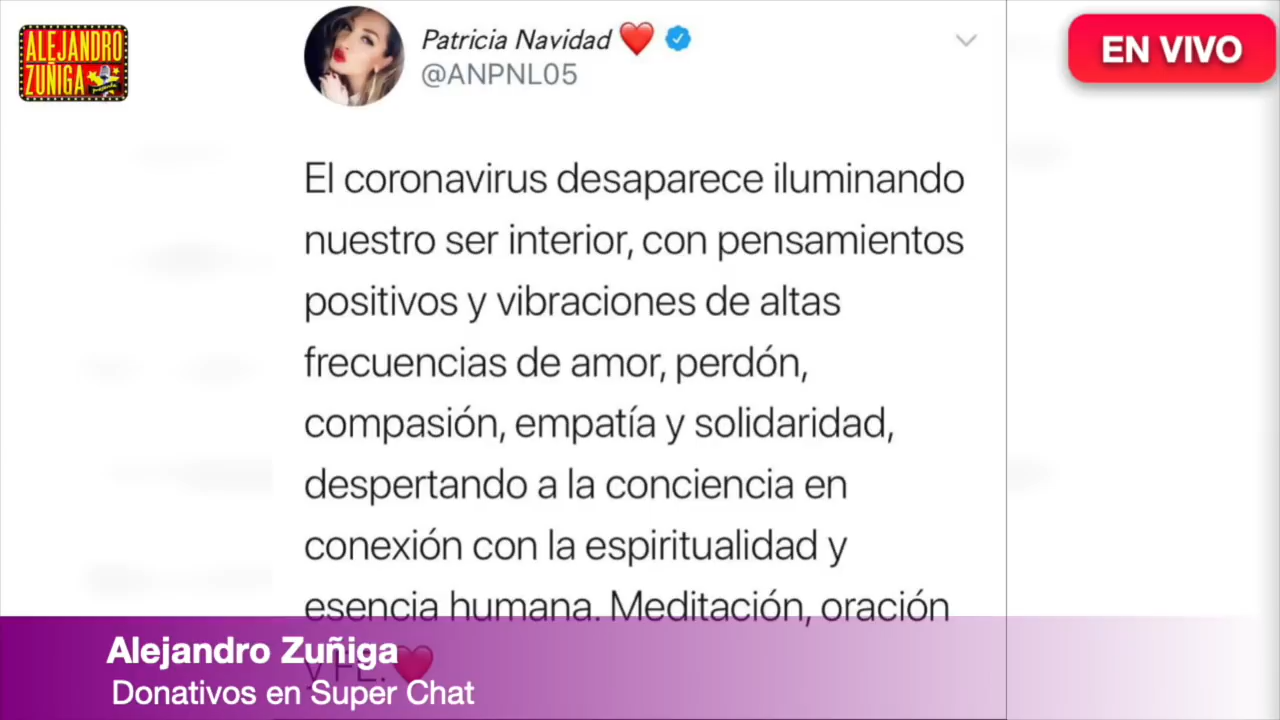 ALEJANDRO
ZUÑIGA
Patricia Navidad ❤️
@ANPNL05
EN VIVO
El coronavirus desaparece iluminando
nuestro ser interior, con pensamientos
positivos y vibraciones de altas
frecuencias de amor, perdón,
compasión, empatía y solidaridad,
despertando a la conciencia en
conexión con la espiritualidad y
esencia humana. Meditación, oración
y FE. ❤️
Alejandro Zuñiga
Donativos en Super Chat